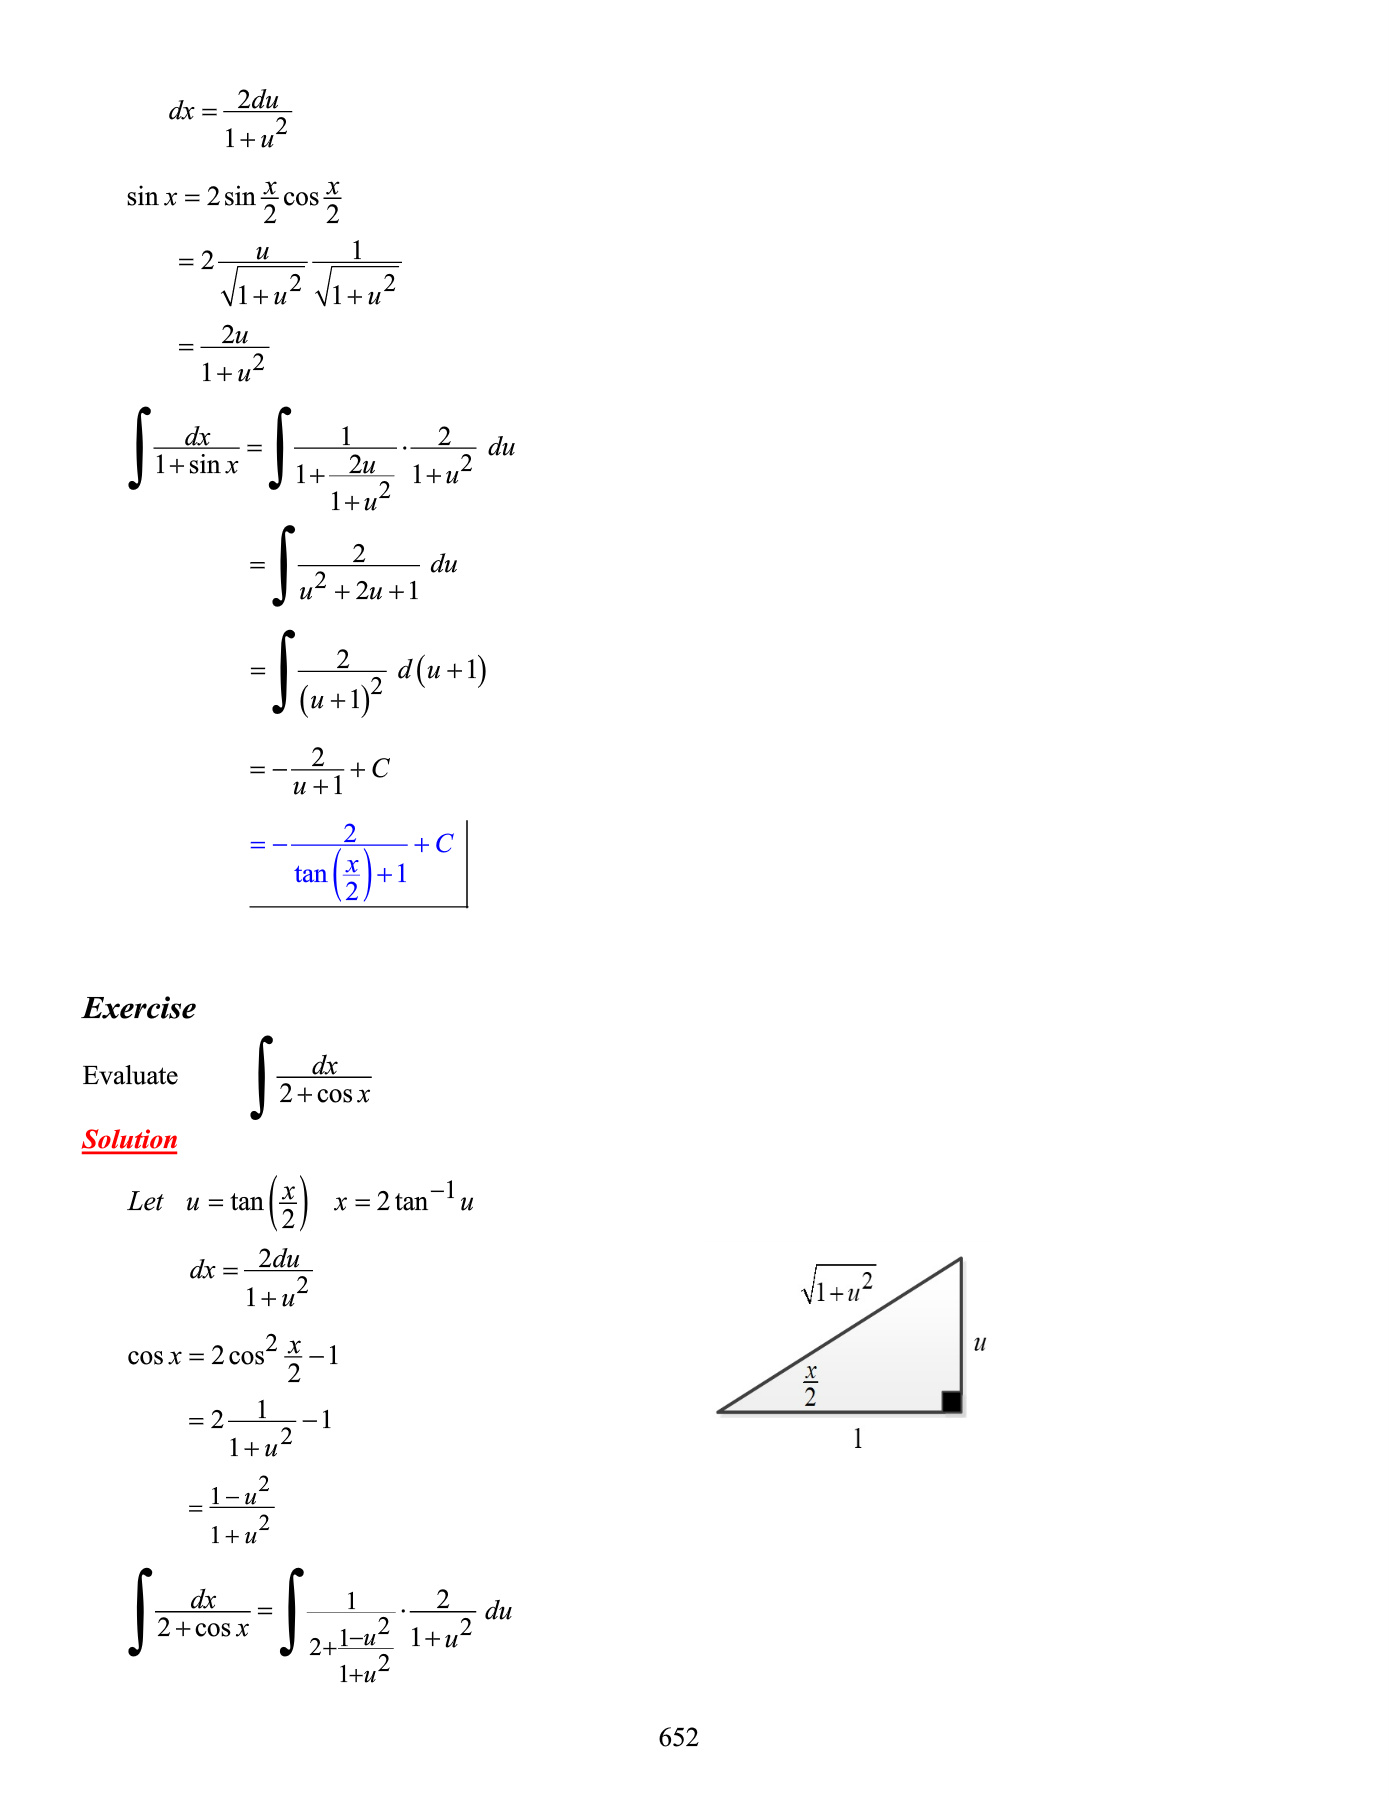 dx = \frac{2du}{1+u^2}
sin x = 2 sin \frac{x}{2} cos \frac{x}{2}
= 2 \frac{u}{\sqrt{1+u^2}} \frac{1}{\sqrt{1+u^2}}
= \frac{2u}{1+u^2}
\int \frac{dx}{1+sin x} = \int \frac{1}{1+\frac{2u}{1+u^2}} · \frac{2}{1+u^2} du
= \int \frac{2}{u^2+2u+1} du
= \int \frac{2}{(u+1)^2} d(u+1)
= -\frac{2}{u+1} + C
= -\frac{2}{tan(\frac{x}{2})+1} + C
Exercise
Evaluate \int \frac{dx}{2+cos x}
Solution
Let u = tan(\frac{x}{2}) x = 2 tan^{-1} u
dx = \frac{2du}{1+u^2}
cos x = 2 cos^2 \frac{x}{2} - 1
= 2 \frac{1}{1+u^2} - 1
= \frac{1-u^2}{1+u^2}
\sqrt{1+u^2}
u
\frac{x}{2}
1
\int \frac{dx}{2+cos x} = \int \frac{1}{2+\frac{1-u^2}{1+u^2}} · \frac{2}{1+u^2} du
652